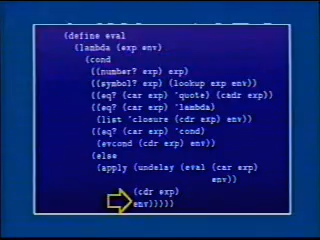 (define eval
(lambda (exp env)
(cond
((number? exp) exp)
((symbol? exp) (lookup exp env))
((eq? (car exp) 'quote) (cadr exp))
((eq? (car exp) 'lambda)
(list 'closure (cdr exp) env))
((eq? (car exp) 'cond)
(evcond (cdr exp) env))
(else
(apply (undelay (eval (car exp)
env))
(cdr exp)
env)))))